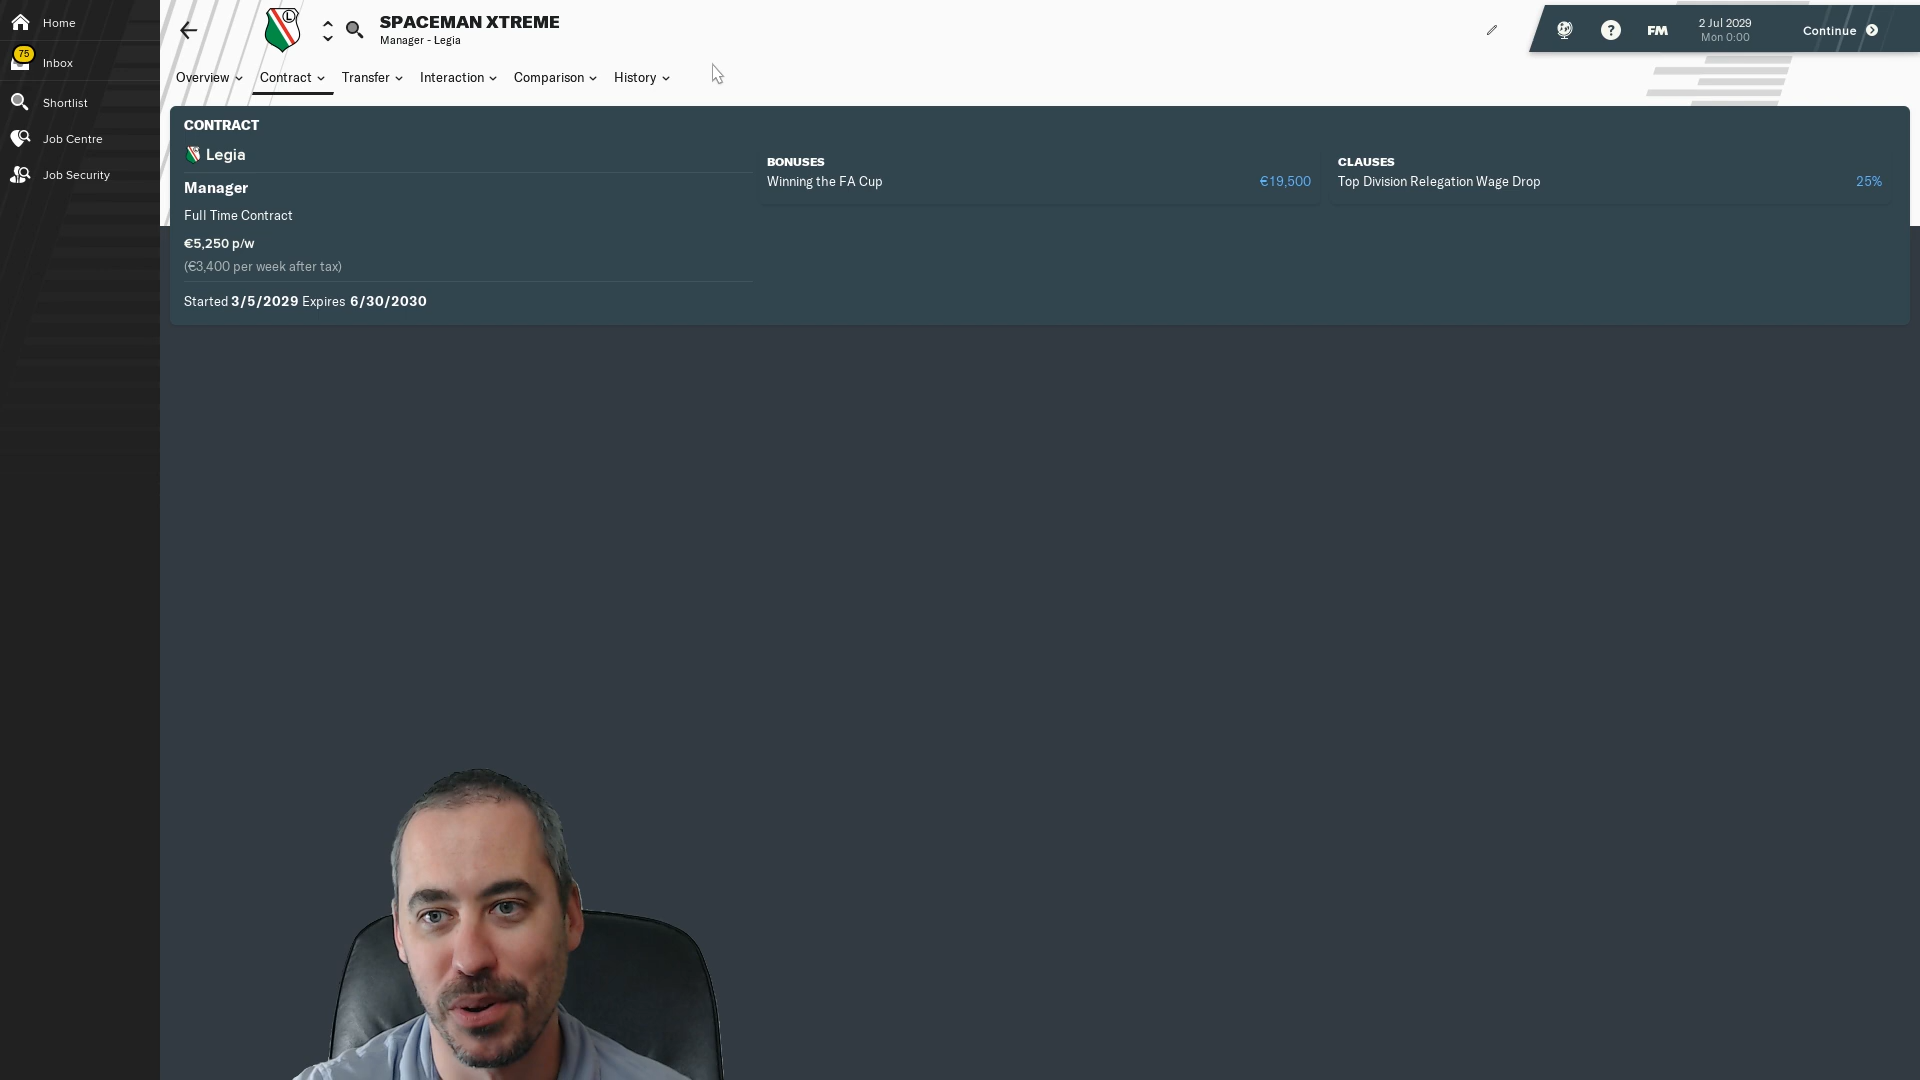 Home
75
Inbox
Shortlist
Job Centre
Job Security
L
SPACEMAN XTREME
Manager - Legia
?
FM
2 Jul 2029
Mon 0:00
Continue
Overview
Contract
Transfer
Interaction
Comparison
History
CONTRACT
Legia
Manager
Full Time Contract
€5,250 p/w
(€3,400 per week after tax)
Started 3/5/2029 Expires 6/30/2030
BONUSES
Winning the FA Cup €19,500
CLAUSES
Top Division Relegation Wage Drop 25%